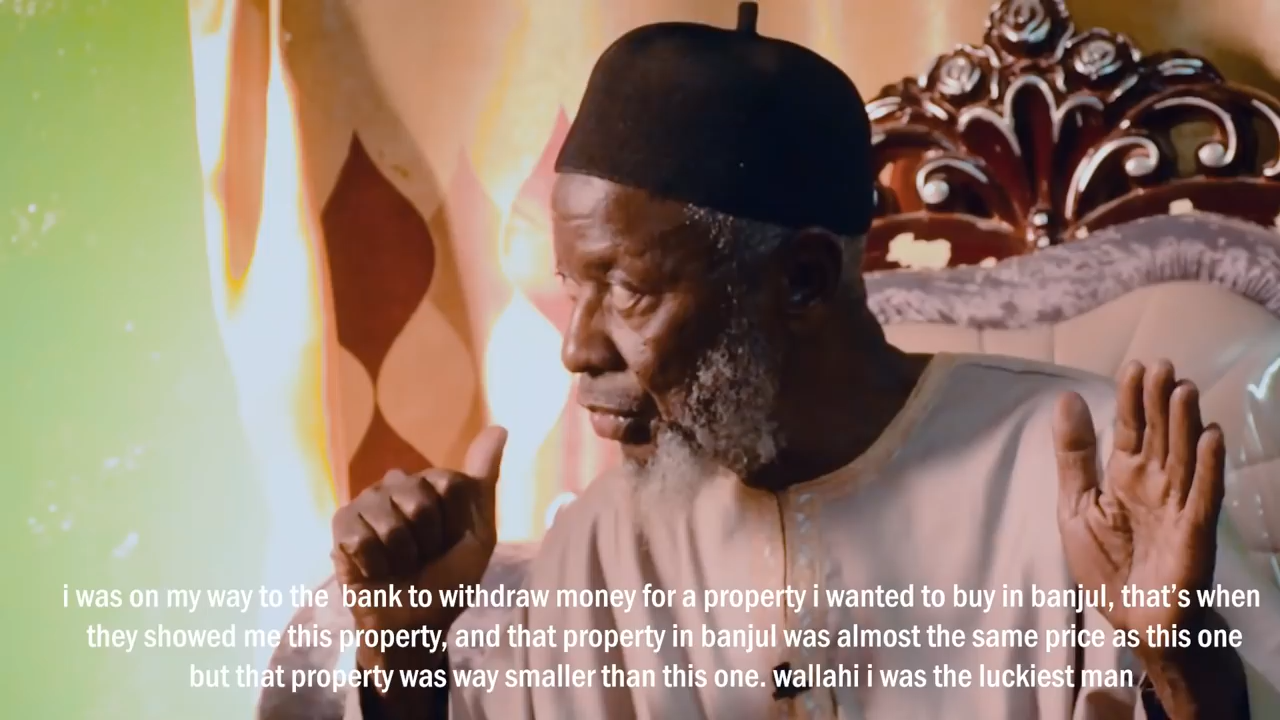 i was on my way to the  bank to withdraw money for a property i wanted to buy in banjul, that's when
they showed me this property, and that property in banjul was almost the same price as this one
but that property was way smaller than this one. wallahi i was the luckiest man